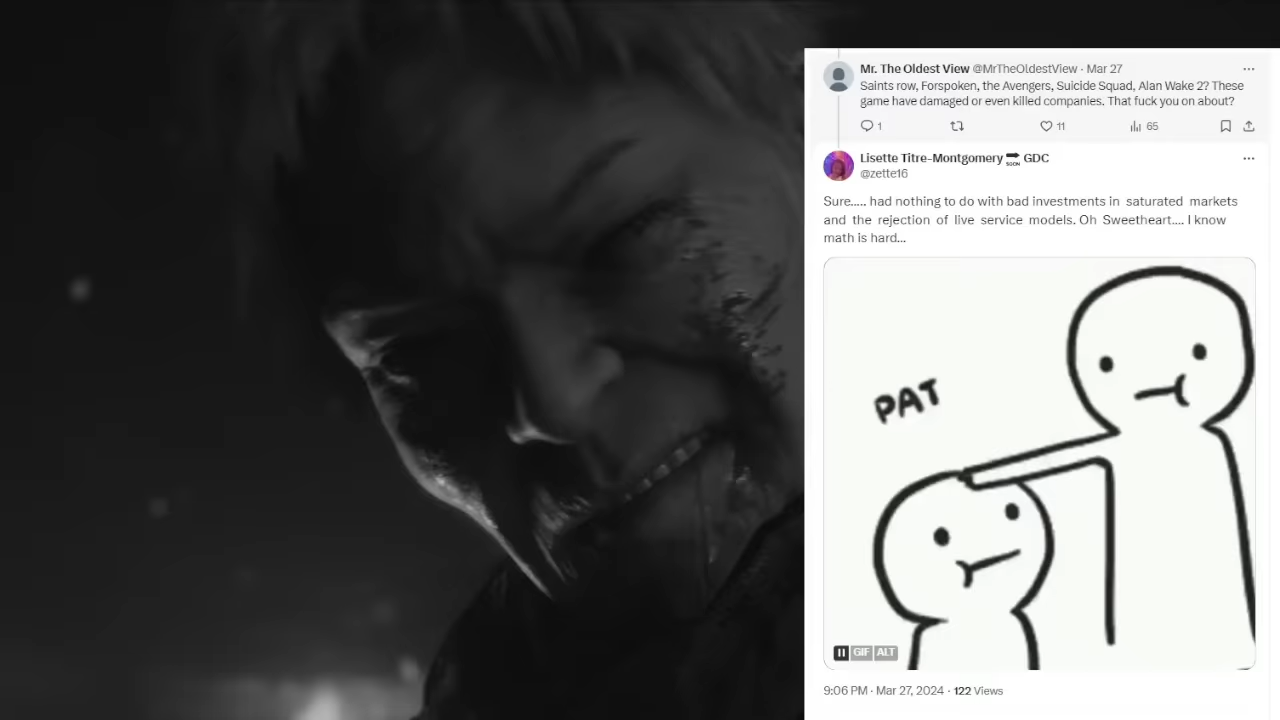 Mr. The Oldest View @MrTheOldestView · Mar 27
Saints row, Forspoken, the Avengers, Suicide Squad, Alan Wake 2? These
game have damaged or even killed companies. That fuck you on about?
1 11 65
Lisette Titre-Montgomery SOON GDC
@zette16
Sure..... had nothing to do with bad investments in saturated markets
and the rejection of live service models. Oh Sweetheart.... I know
math is hard...
PAT
GIF ALT
9:06 PM · Mar 27, 2024 · 122 Views